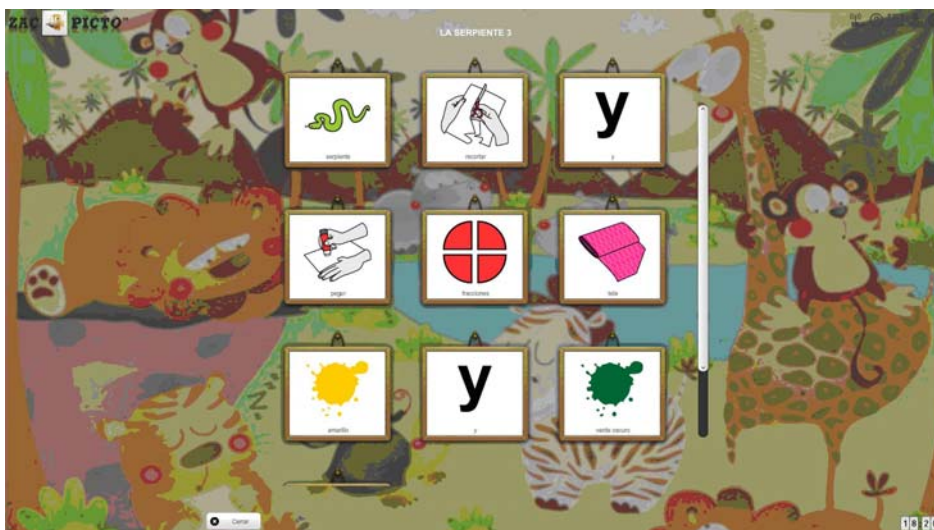 ZAC PICTO
LA SERPIENTE 3
serpiente
recortar
y
y
pegar
fracciones
tela
amarillo
y
y
verde oscuro
Cerrar